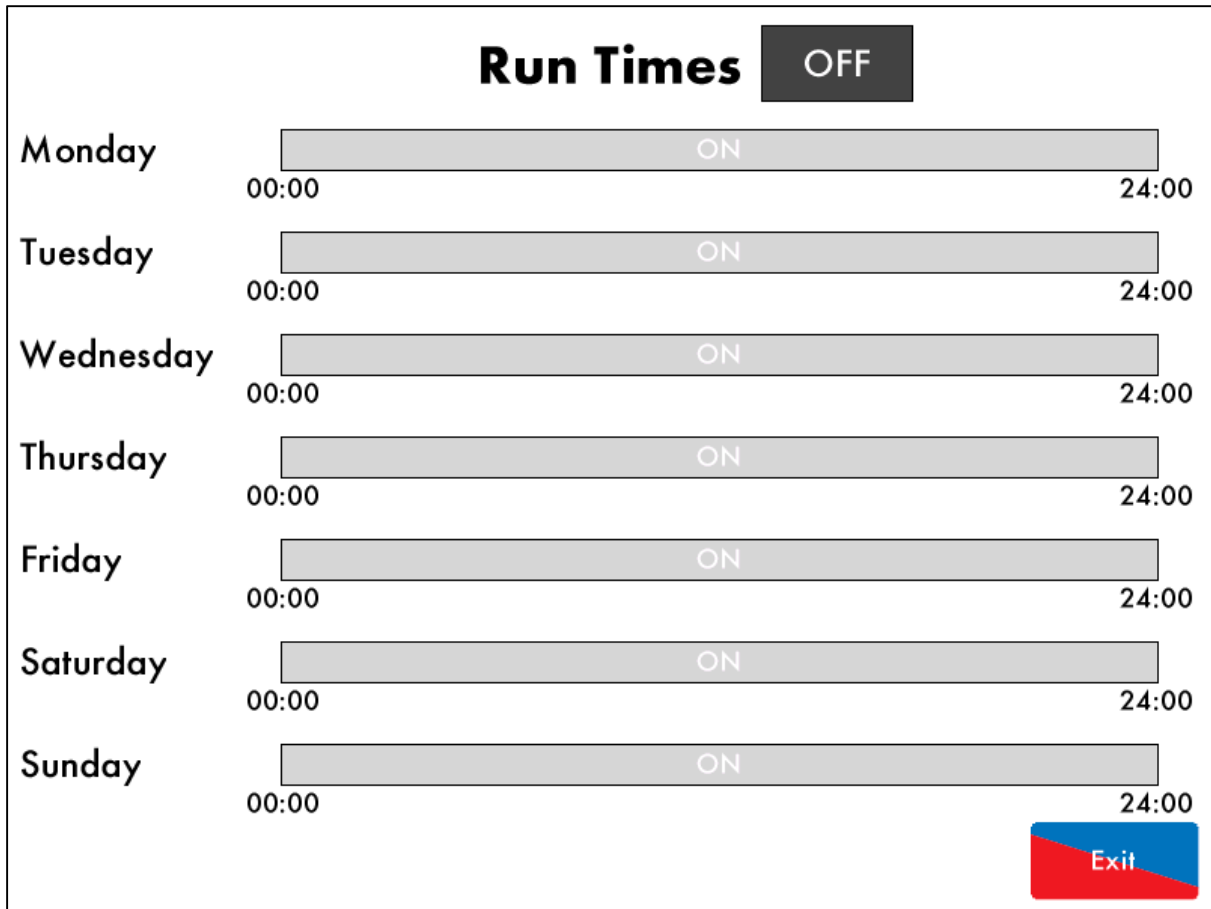 Run Times OFF
Monday ON
00:00 24:00
Tuesday ON
00:00 24:00
Wednesday ON
00:00 24:00
Thursday ON
00:00 24:00
Friday ON
00:00 24:00
Saturday ON
00:00 24:00
Sunday ON
00:00 24:00
Exit